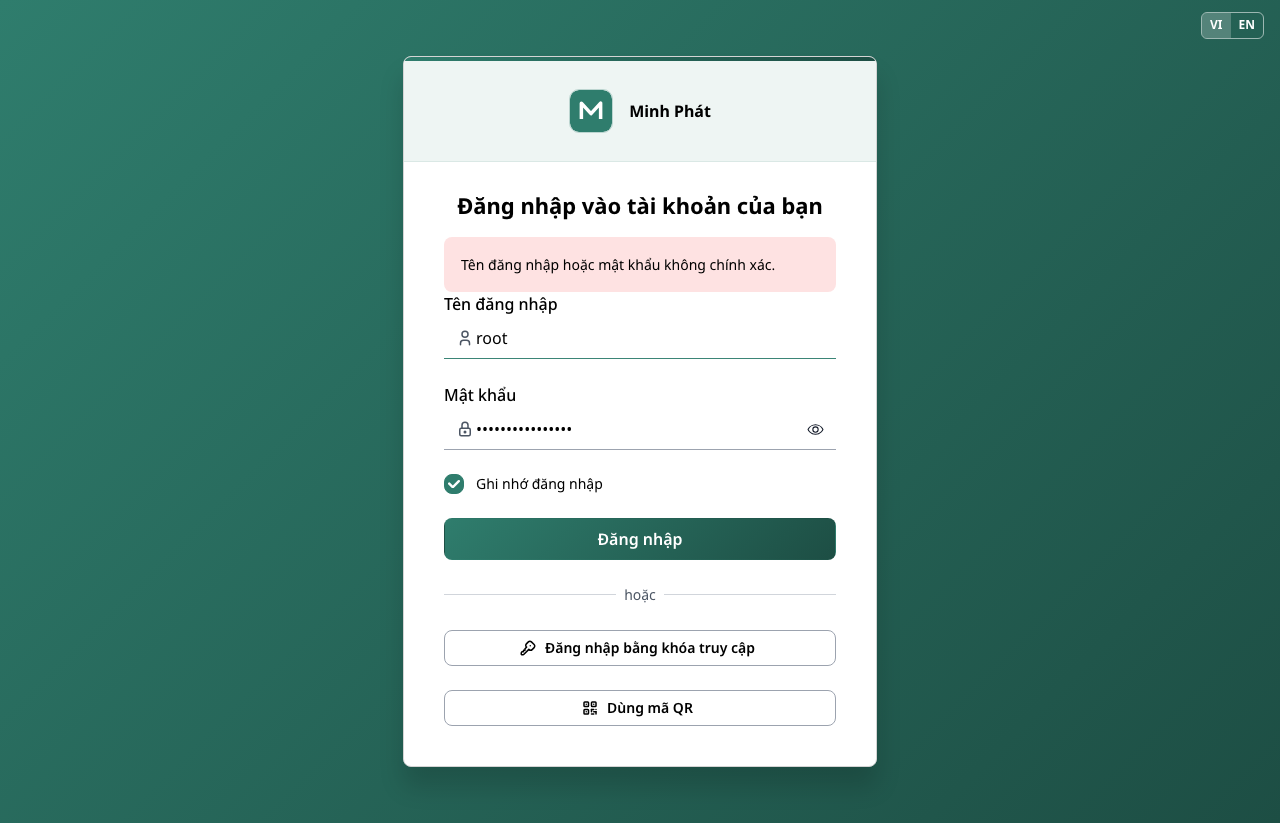 VI EN
Minh Phát
Đăng nhập vào tài khoản của bạn
Tên đăng nhập hoặc mật khẩu không chính xác.
Tên đăng nhập
root
Mật khẩu
••••••••••••••••
Ghi nhớ đăng nhập
Đăng nhập
hoặc
Đăng nhập bằng khóa truy cập
Dùng mã QR